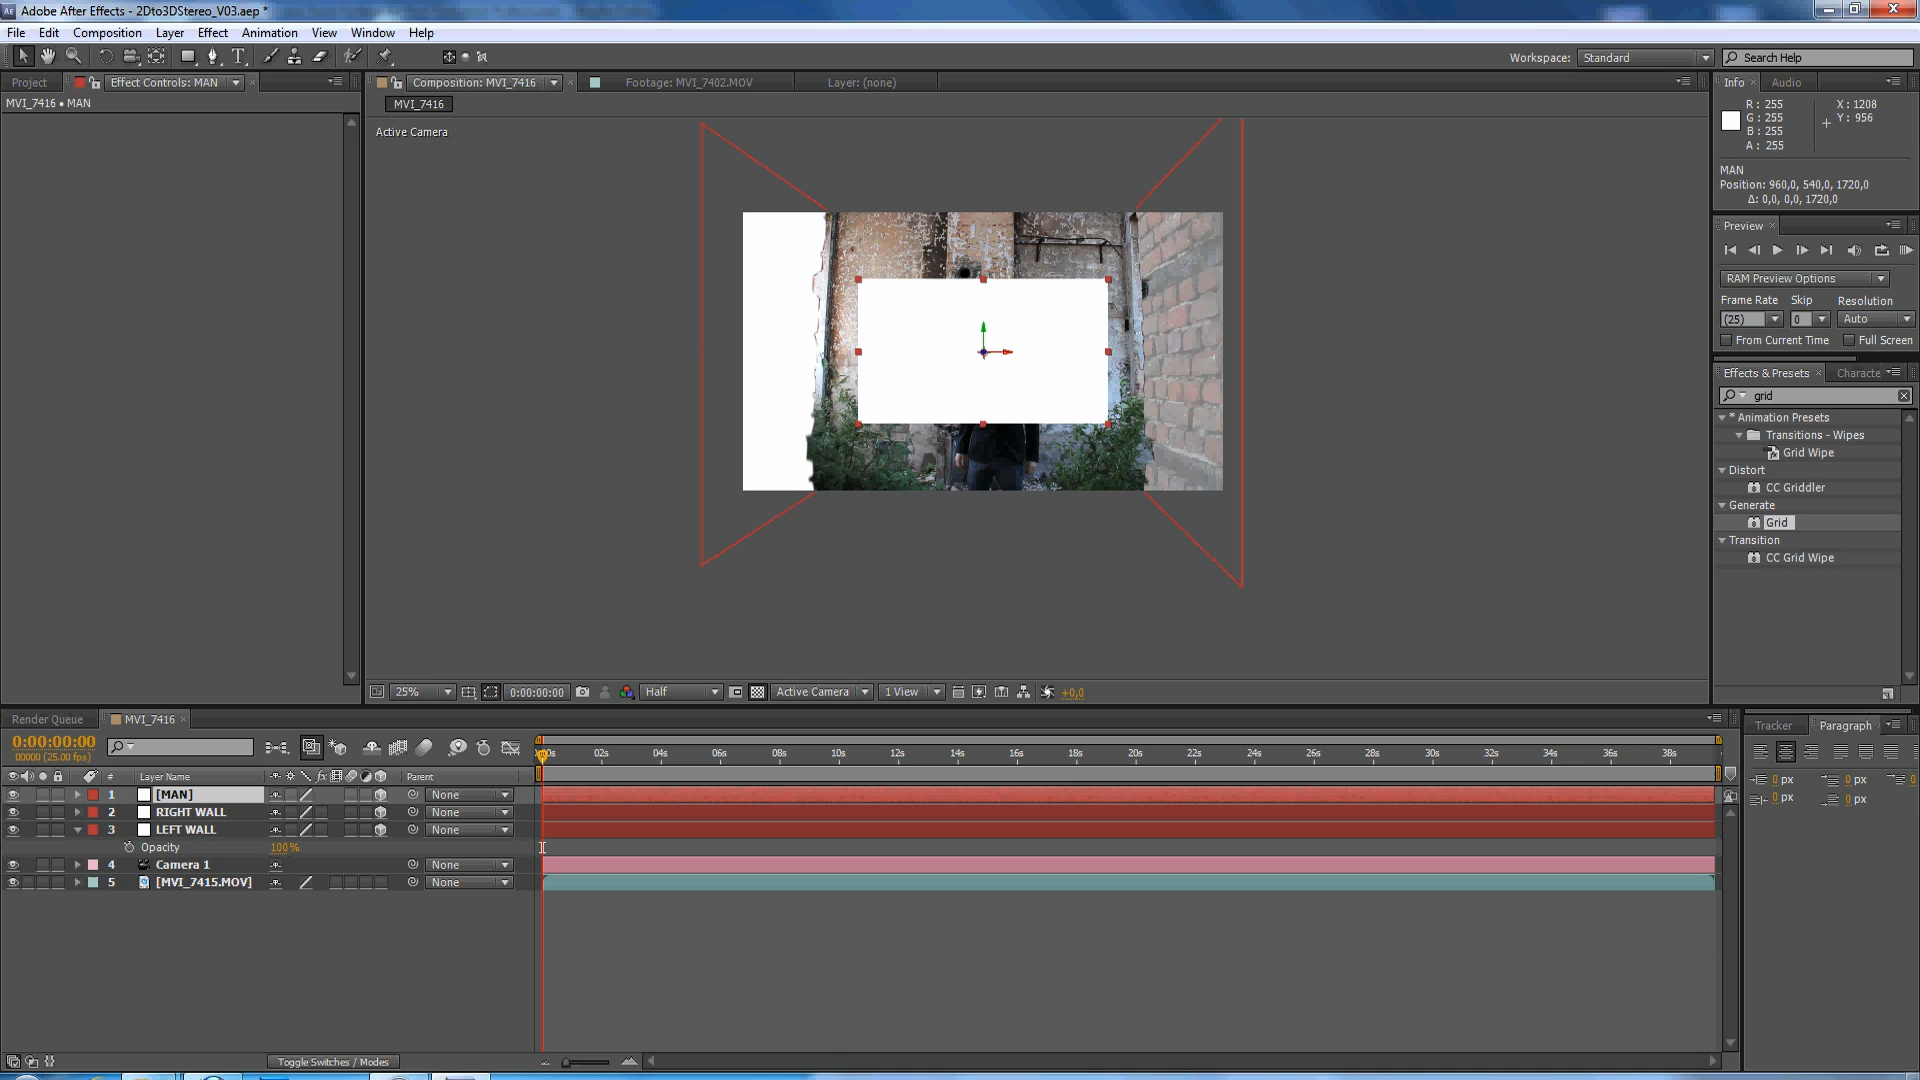 Adobe After Effects - 2Dto3DStereo_V03.aep *
File Edit Composition Layer Effect Animation View Window Help
Workspace: Standard Search Help
Project Effect Controls: MAN Composition: MVI_7416 Footage: MVI_7402.MOV Layer: (none) Info Audio
MVI_7416 • MAN
MVI_7416
Active Camera
R: 255
G: 255
B: 255
A: 255
X: 1208
Y: 956
MAN
Position: 960,0, 540,0, 1720,0
Δ: 0,0, 0,0, 1720,0
Preview
RAM Preview Options
Frame Rate Skip Resolution
(25) 0 Auto
From Current Time Full Screen
Effects & Presets Characte
grid
* Animation Presets
Transitions - Wipes
Grid Wipe
Distort
CC Griddler
Generate
Grid
Transition
CC Grid Wipe
25% 0:00:00:00 Half Active Camera 1 View +0,0
Render Queue MVI_7416
Tracker Paragraph
0:00:00:00
00000 (25.00 fps)
02s 04s 06s 08s 10s 12s 14s 16s 18s 20s 22s 24s 26s 28s 30s 32s 34s 36s 38s
# Layer Name Parent
1 [MAN] None
2 RIGHT WALL None
3 LEFT WALL None
Opacity 100%
4 Camera 1 None
5 [MVI_7415.MOV] None
0 px 0 px 0
0 px 0 px
Toggle Switches / Modes